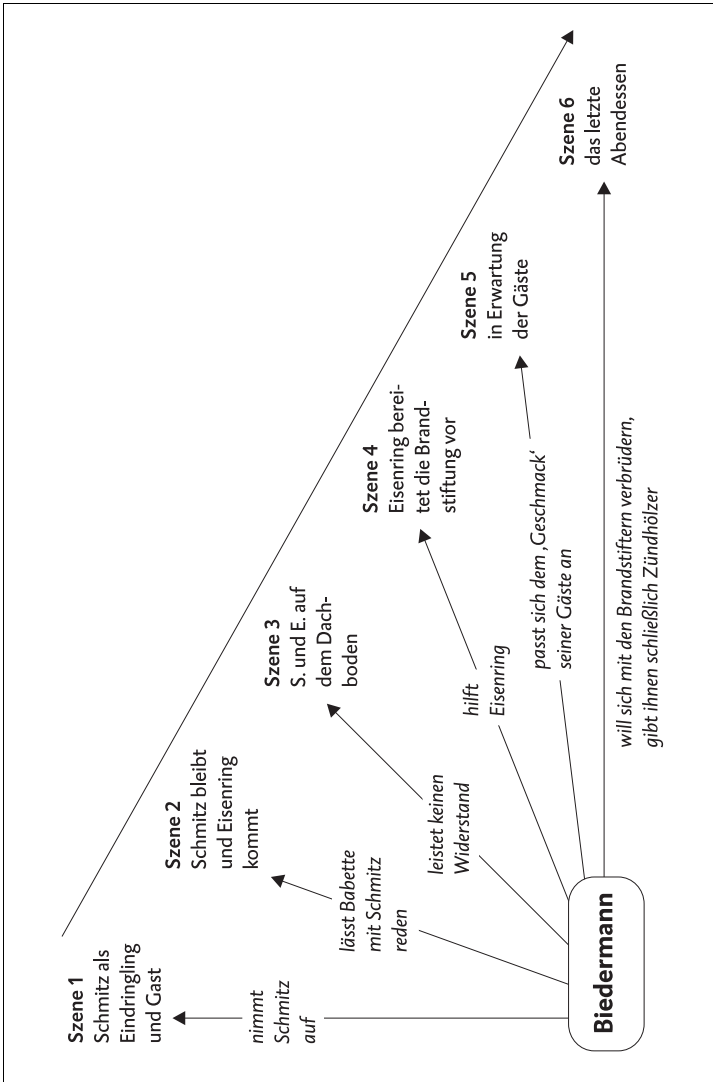 Szene 1
Schmitz als
Eindringling
und Gast
Szene 2
Schmitz bleibt
und Eisenring
kommt
Szene 3
S. und E. auf
dem Dach-
boden
Szene 4
Eisenring berei-
tet die Brand-
stiftung vor
Szene 5
in Erwartung
der Gäste
Szene 6
das letzte
Abendessen
nimmt
Schmitz
auf
lässt Babette
mit Schmitz
reden
leistet keinen
Widerstand
hilft
Eisenring
passt sich dem ‚Geschmack‘
seiner Gäste an
will sich mit den Brandstiftern verbrüdern,
gibt ihnen schließlich Zündhölzer
Biedermann